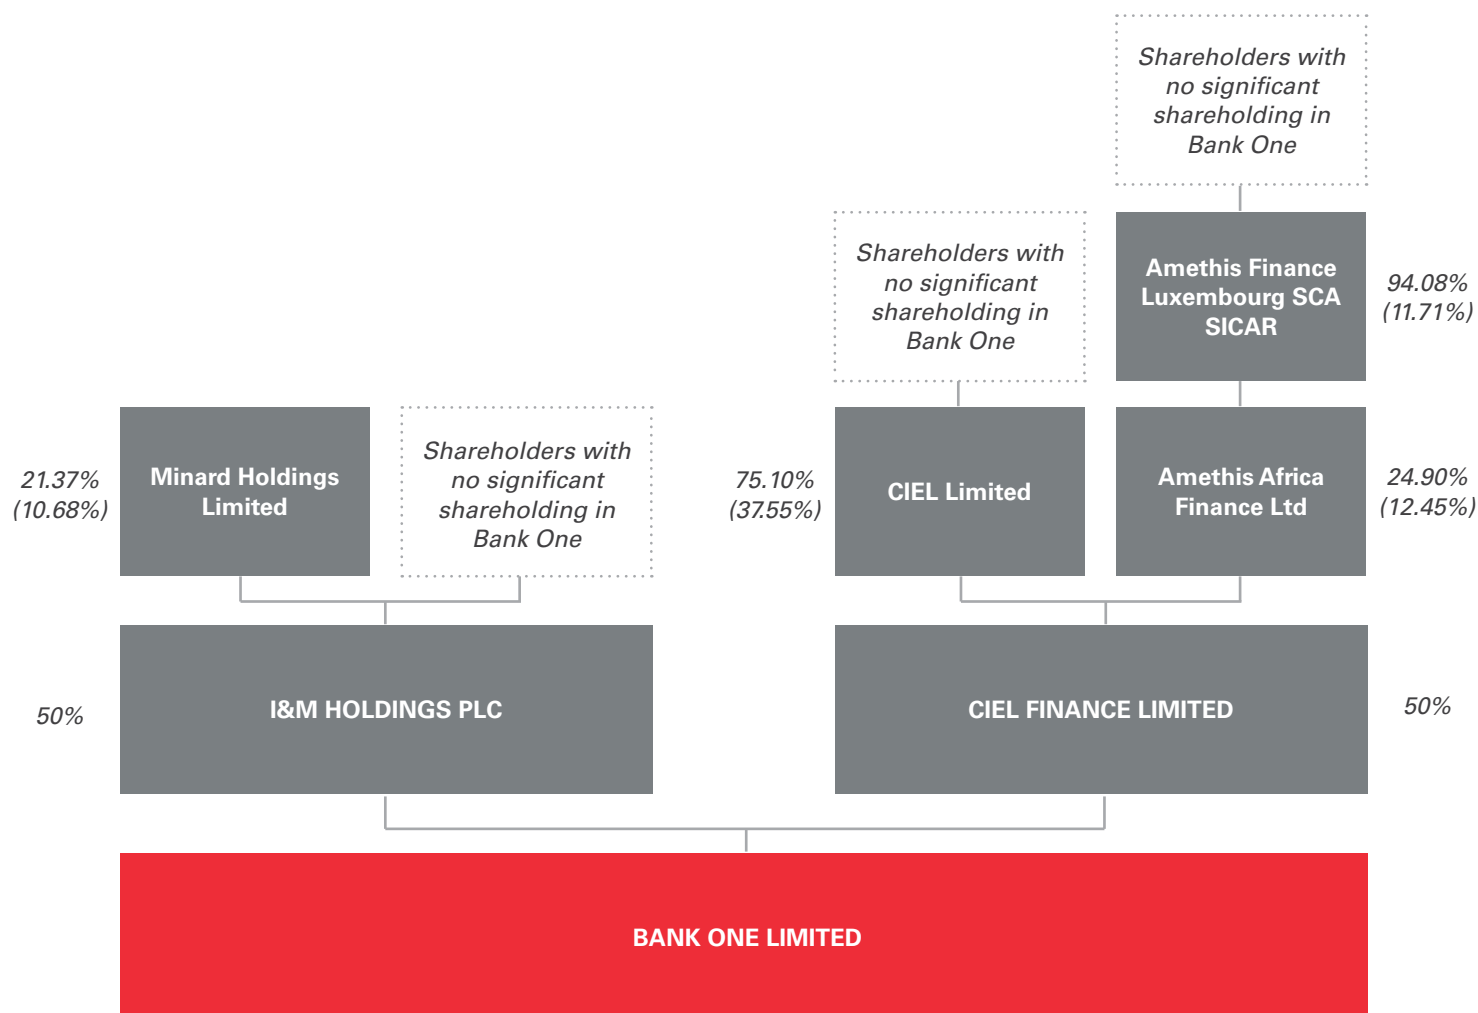 Shareholders with
no significant
shareholding in
Bank One
Shareholders with
no significant
shareholding in
Bank One
Amethis Finance
Luxembourg SCA
SICAR
94.08%
(11.71%)
21.37%
(10.68%)
Minard Holdings
Limited
Shareholders with
no significant
shareholding in
Bank One
75.10%
(37.55%)
CIEL Limited
Amethis Africa
Finance Ltd
24.90%
(12.45%)
50%
I&M HOLDINGS PLC
CIEL FINANCE LIMITED
50%
BANK ONE LIMITED